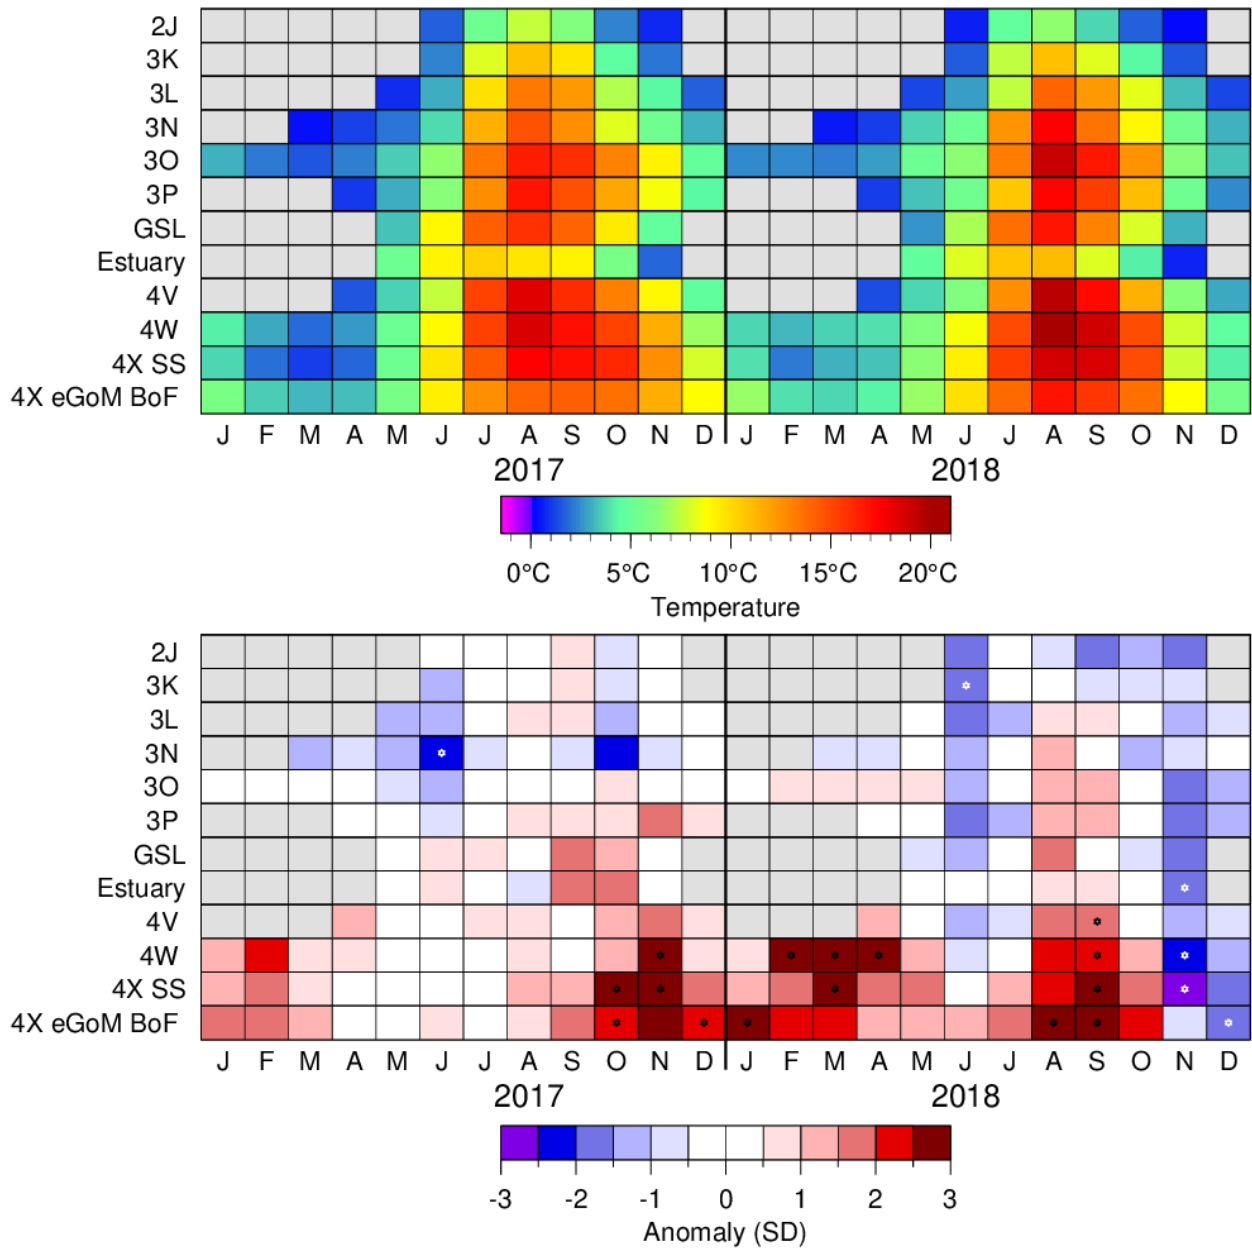 2J
3K
3L
3N
3O
3P
GSL
Estuary
4V
4W
4X SS
4X eGoM BoF
J F M A M J J A S O N D J F M A M J J A S O N D
2017 2018
0°C 5°C 10°C 15°C 20°C
Temperature
2J
3K
3L
3N
3O
3P
GSL
Estuary
4V
4W
4X SS
4X eGoM BoF
J F M A M J J A S O N D J F M A M J J A S O N D
2017 2018
-3 -2 -1 0 1 2 3
Anomaly (SD)